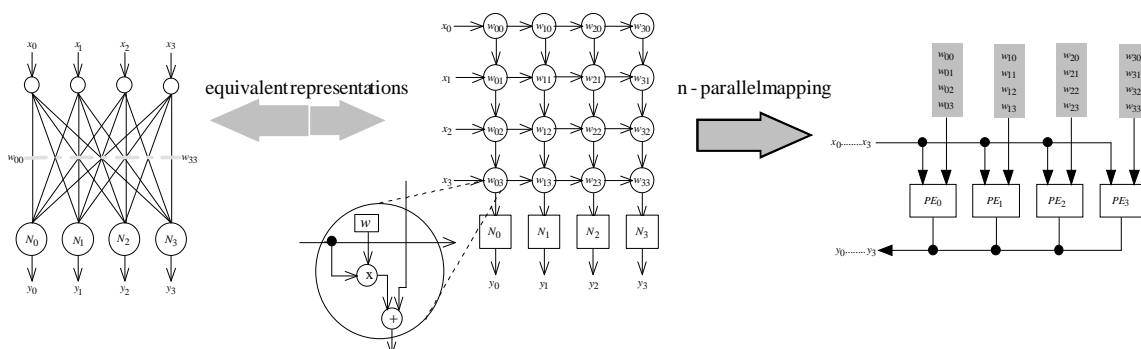 x0 x1 x2 x3
w00 w33
N0 N1 N2 N3
y0 y1 y2 y3
equivalent representations
x0 w00 w10 w20 w30
x1 w01 w11 w21 w31
x2 w02 w12 w22 w32
x3 w03 w13 w23 w33
N0 N1 N2 N3
y0 y1 y2 y3
w
x
+
n - parallel mapping
w00 w10 w20 w30
w01 w11 w21 w31
w02 w12 w22 w32
w03 w13 w23 w33
x0........x3
PE0 PE1 PE2 PE3
y0........y3